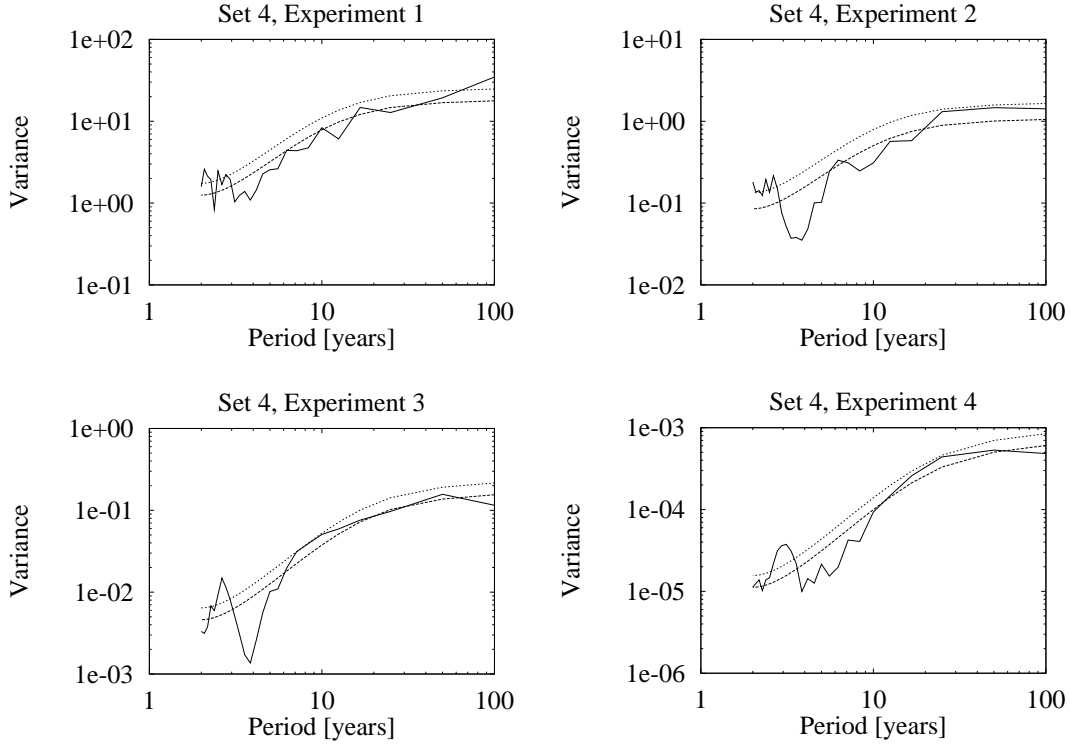 Set 4, Experiment 1
1e+02
1e+01
1e+00
1e-01
Variance
1 10 100
Period [years]
Set 4, Experiment 2
1e+01
1e+00
1e-01
1e-02
Variance
1 10 100
Period [years]
Set 4, Experiment 3
1e+00
1e-01
1e-02
1e-03
Variance
1 10 100
Period [years]
Set 4, Experiment 4
1e-03
1e-04
1e-05
1e-06
Variance
1 10 100
Period [years]